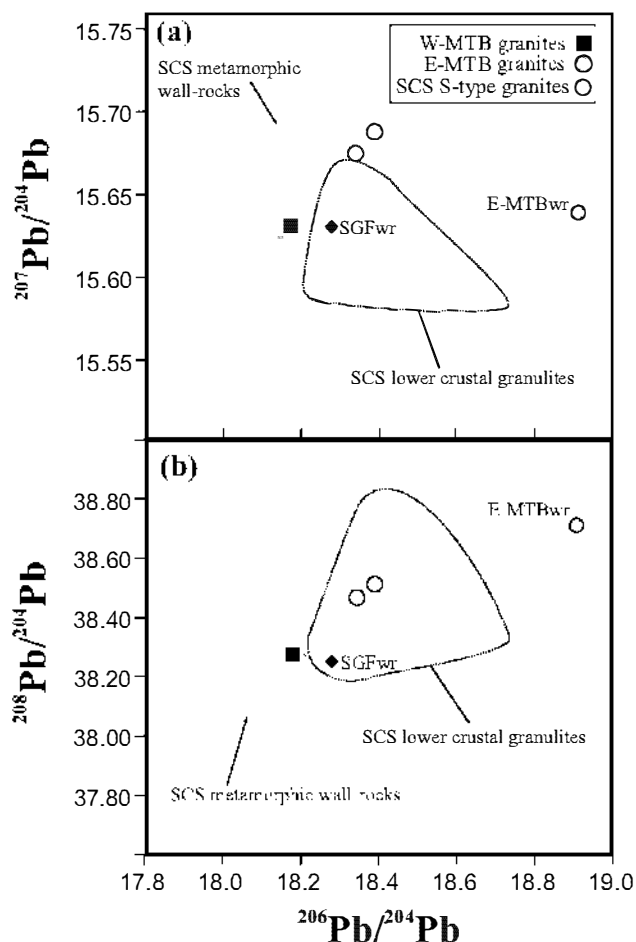 (a)
SCS metamorphic
wall-rocks
W-MTB granites
E-MTB granites
SCS S-type granites
15.75
15.70
15.65
15.60
15.55
207Pb/204Pb
E-MTBwr
SGFwr
SCS lower crustal granulites
(b)
38.80
38.60
38.40
38.20
38.00
37.80
208Pb/204Pb
E-MTBwr
SGFwr
SCS lower crustal granulites
SCS metamorphic wall-rocks
17.8 18.0 18.2 18.4 18.6 18.8 19.0
206Pb/204Pb